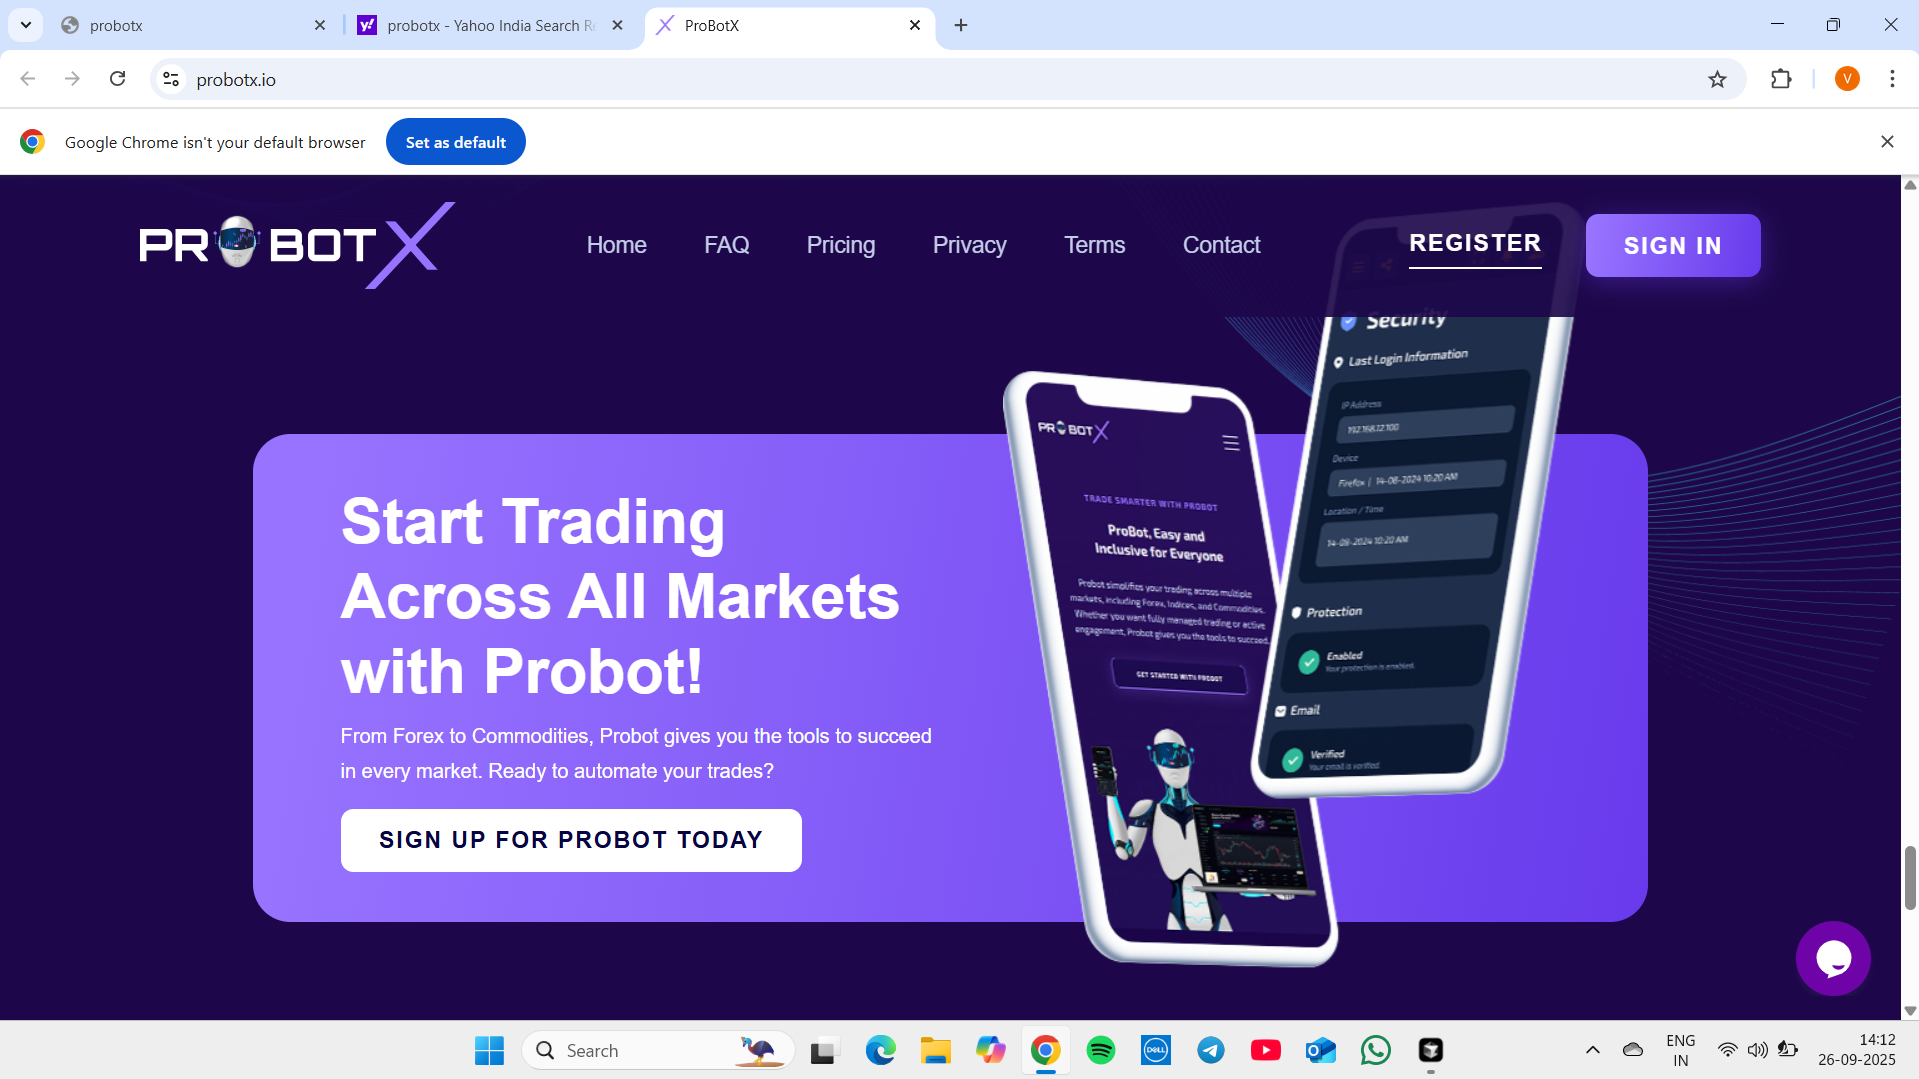 probotx
probotx - Yahoo India Search Re
ProBotX
probotx.io
V
Google Chrome isn't your default browser
Set as default
PROBOTX
Home
FAQ
Pricing
Privacy
Terms
Contact
REGISTER
SIGN IN
Security
Last Login Information
IP Address
192.168.12.100
Device
Firefox | 14-08-2024 10:20 AM
Location / Time
14-08-2024 10:20 AM
Protection
Enabled
Your protection is enabled.
Email
Verified
Your email is verified.
PROBOTX
TRADE SMARTER WITH PROBOT
ProBot, Easy and
Inclusive for Everyone
Probot simplifies your trading across multiple
markets, including Forex, Indices, and Commodities.
Whether you want fully managed trading or active
engagement, Probot gives you the tools to succeed.
GET STARTED WITH PROBOT
Start Trading
Across All Markets
with Probot!
From Forex to Commodities, Probot gives you the tools to succeed
in every market. Ready to automate your trades?
SIGN UP FOR PROBOT TODAY
Search
DELL
ENG
IN
14:12
26-09-2025